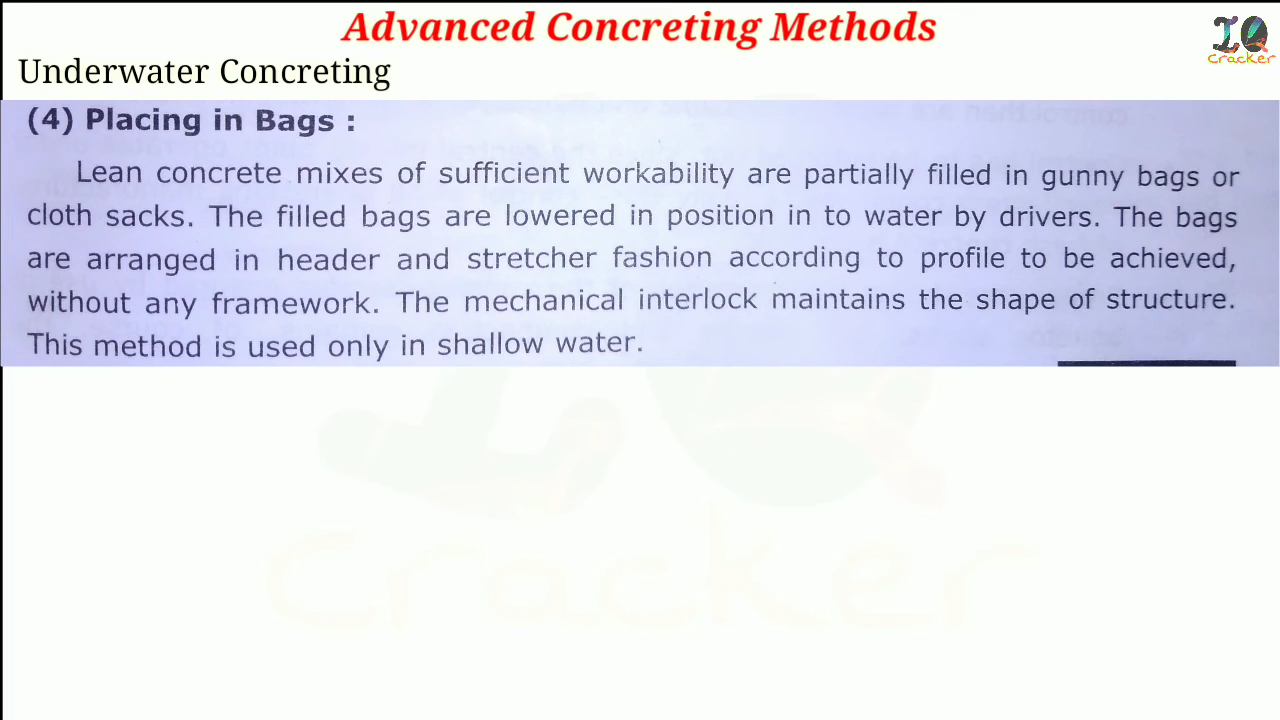 Advanced Concreting Methods
IQ
Cracker
Underwater Concreting
(4) Placing in Bags :
Lean concrete mixes of sufficient workability are partially filled in gunny bags or
cloth sacks. The filled bags are lowered in position in to water by drivers. The bags
are arranged in header and stretcher fashion according to profile to be achieved,
without any framework. The mechanical interlock maintains the shape of structure.
This method is used only in shallow water.
Cracker